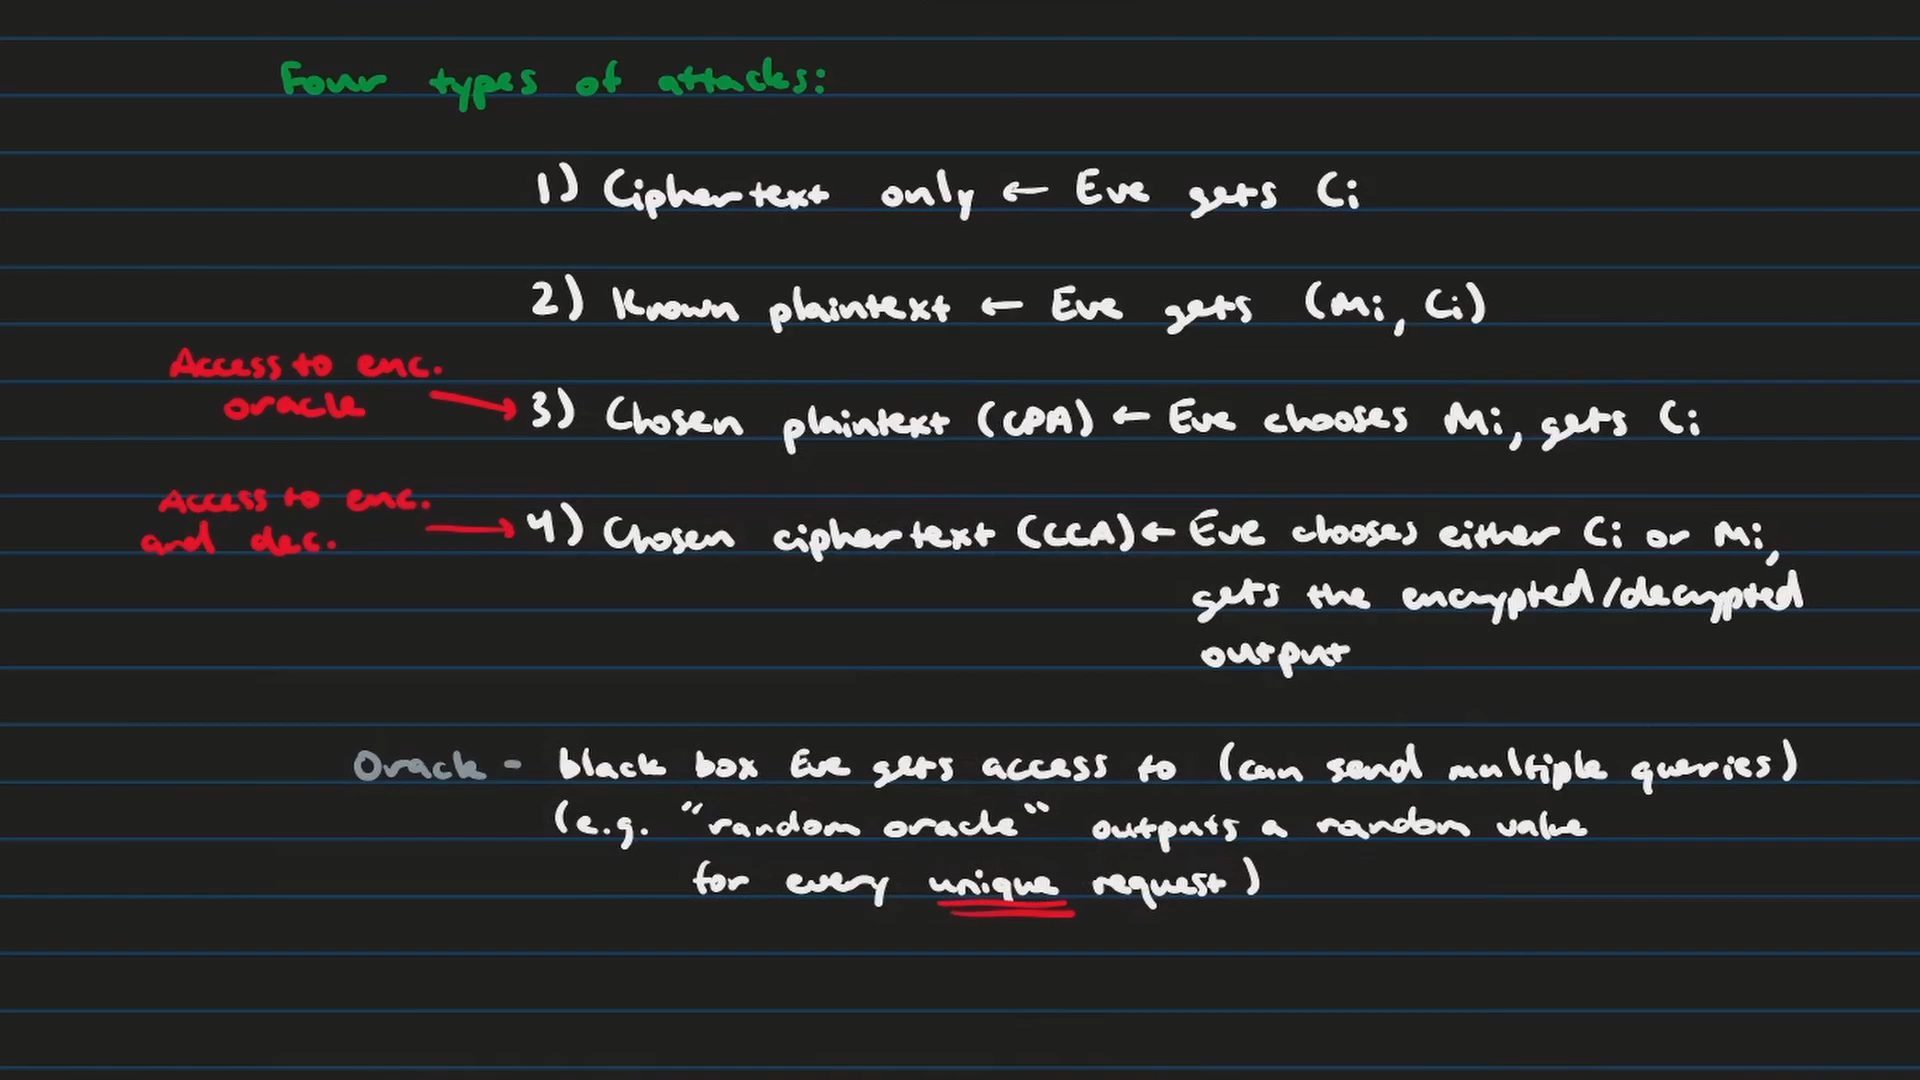 Four types of attacks:
1) Ciphertext only ← Eve gets Ci
2) Known plaintext ← Eve gets (Mi, Ci)
Access to enc.
oracle →
3) Chosen plaintext (CPA) ← Eve chooses Mi, gets Ci
Access to enc.
and dec. →
4) Chosen ciphertext (CCA) ← Eve chooses either Ci or Mi,
gets the encrypted/decrypted
output
Oracle - black box Eve gets access to (can send multiple queries)
(e.g. "random oracle" outputs a random value
for every unique request)